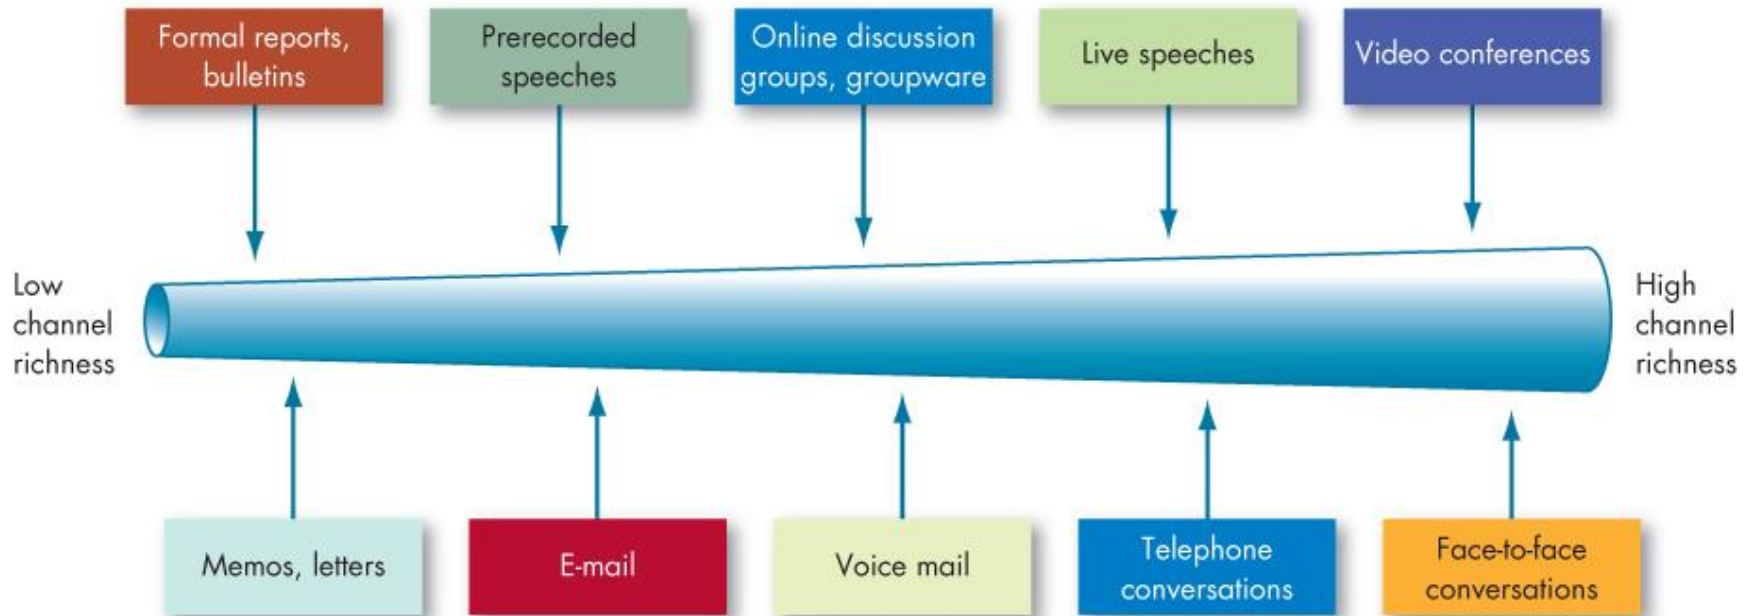 Formal reports,
bulletins
Prerecorded
speeches
Online discussion
groups, groupware
Live speeches
Video conferences
Low
channel
richness
High
channel
richness
Memos, letters
E-mail
Voice mail
Telephone
conversations
Face-to-face
conversations